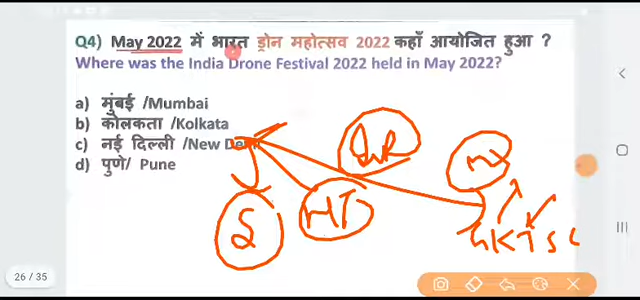 Q4) May 2022 में भारत ड्रोन महोत्सव 2022 कहाँ आयोजित हुआ ?
Where was the India Drone Festival 2022 held in May 2022?
a) मुंबई /Mumbai
b) कोलकता /Kolkata
c) नई दिल्ली /New Delhi
d) पुणे/ Pune
26 / 35